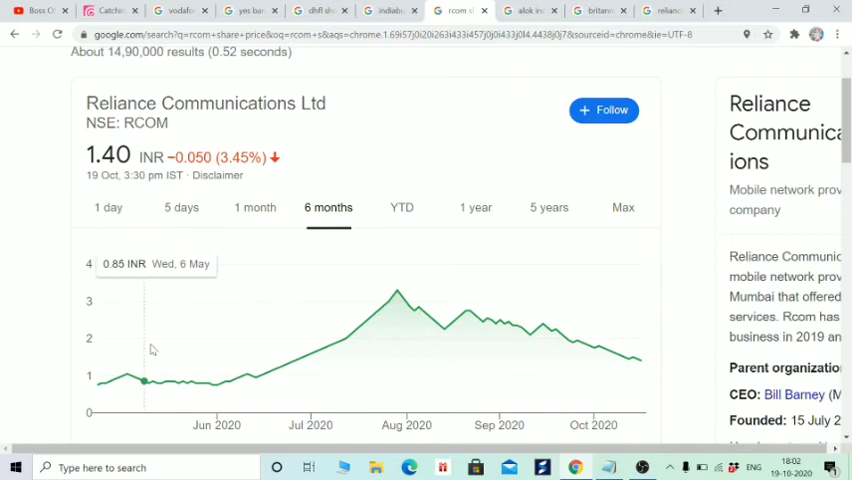 Boss O
Catchin
vodafo
yes ba
dhfl sh
indiab
rcom s
alok in
britann
relianc
google.com/search?q=rcom+share+price&oq=rcom+s&aqs=chrome.1.69i57j0i20i263i433j0i433i457j0j0i433j0l4.4438j0j7&sourceid=chrome&ie=UTF-8
About 14,90,000 results (0.52 seconds)
Reliance Communications Ltd
NSE: RCOM
Follow
1.40 INR −0.050 (3.45%)
19 Oct, 3:30 pm IST · Disclaimer
1 day
5 days
1 month
6 months
YTD
1 year
5 years
Max
0.85 INR Wed, 6 May
4
3
2
1
0
Jun 2020
Jul 2020
Aug 2020
Sep 2020
Oct 2020
Reliance
Communica
ions
Mobile network prov
company
Reliance Communic
mobile network prov
Mumbai that offered
services. Rcom has
business in 2019 an
Parent organizatio
CEO: Bill Barney (M
Founded: 15 July 2
Type here to search
ENG
18:02
19-10-2020